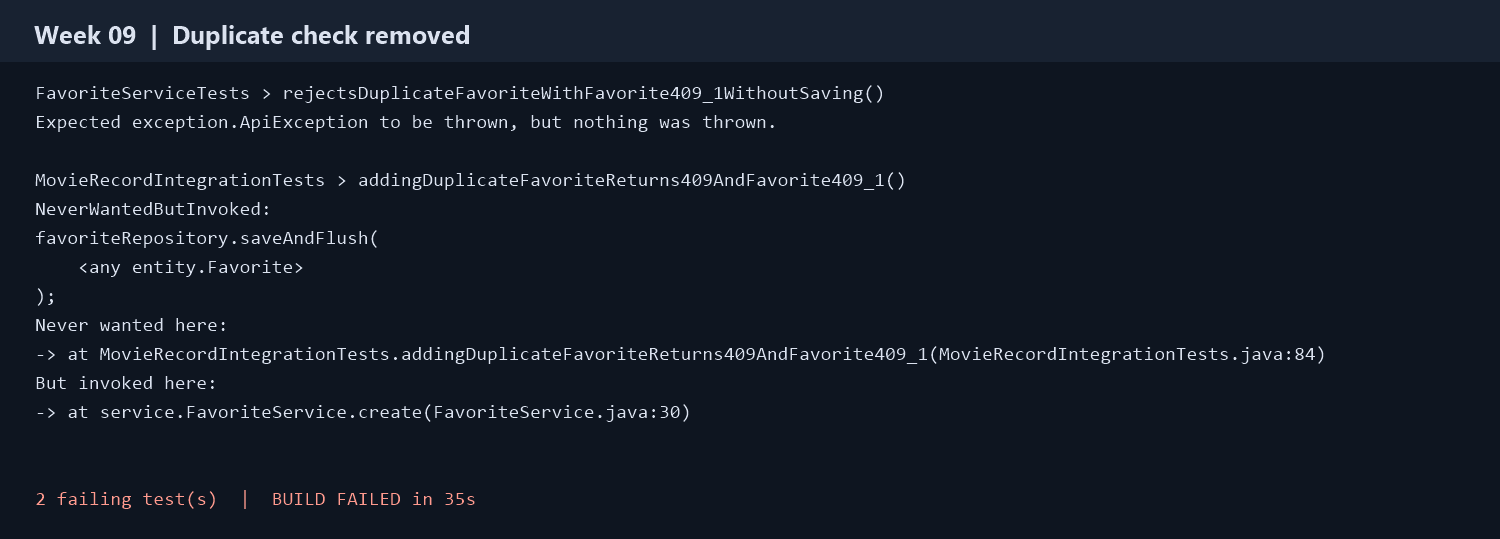 Week 09 | Duplicate check removed
FavoriteServiceTests > rejectsDuplicateFavoriteWithFavorite409_1WithoutSaving()
Expected exception.ApiException to be thrown, but nothing was thrown.
MovieRecordIntegrationTests > addingDuplicateFavoriteReturns409AndFavorite409_1()
NeverWantedButInvoked:
favoriteRepository.saveAndFlush(
    <any entity.Favorite>
);
Never wanted here:
-> at MovieRecordIntegrationTests.addingDuplicateFavoriteReturns409AndFavorite409_1(MovieRecordIntegrationTests.java:84)
But invoked here:
-> at service.FavoriteService.create(FavoriteService.java:30)
2 failing test(s) | BUILD FAILED in 35s